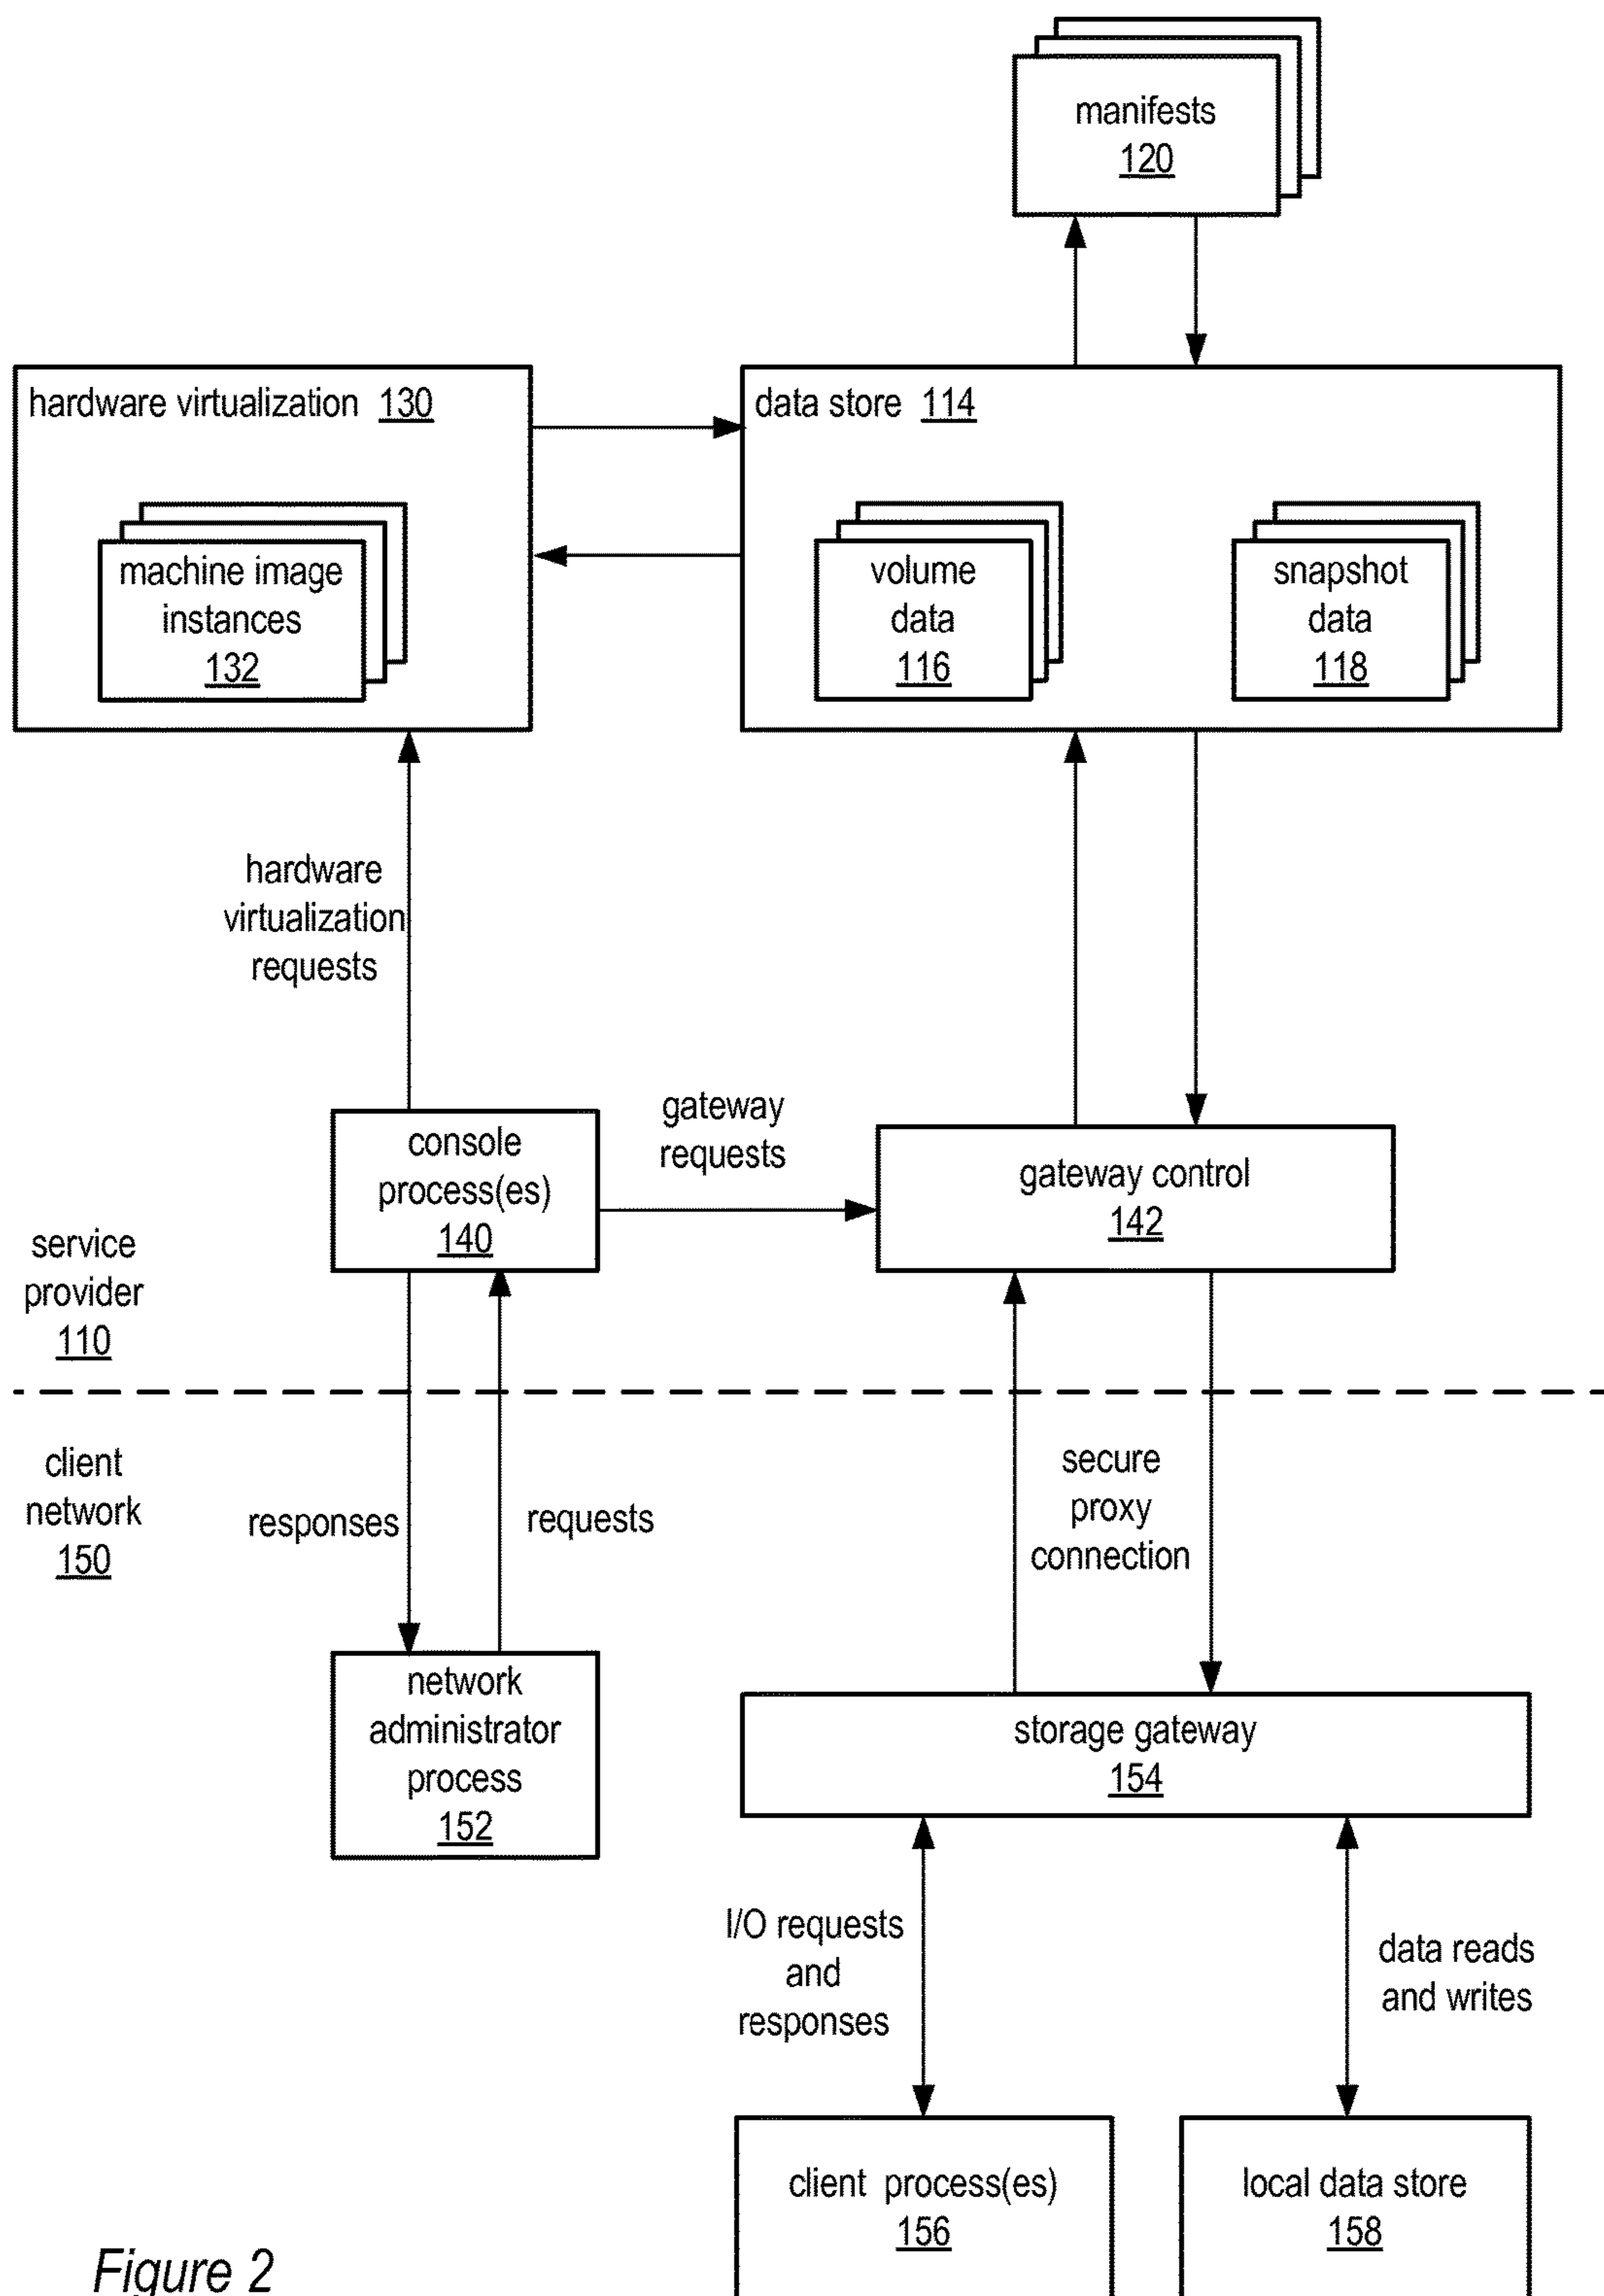 manifests
120
hardware virtualization 130
data store 114
machine image
instances
132
volume
data
116
snapshot
data
118
hardware
virtualization
requests
console
process(es)
140
gateway
requests
gateway control
142
service
provider
110
client
network
150
responses
requests
secure
proxy
connection
network
administrator
process
152
storage gateway
154
I/O requests
and
responses
data reads
and writes
client process(es)
156
local data store
158
Figure 2